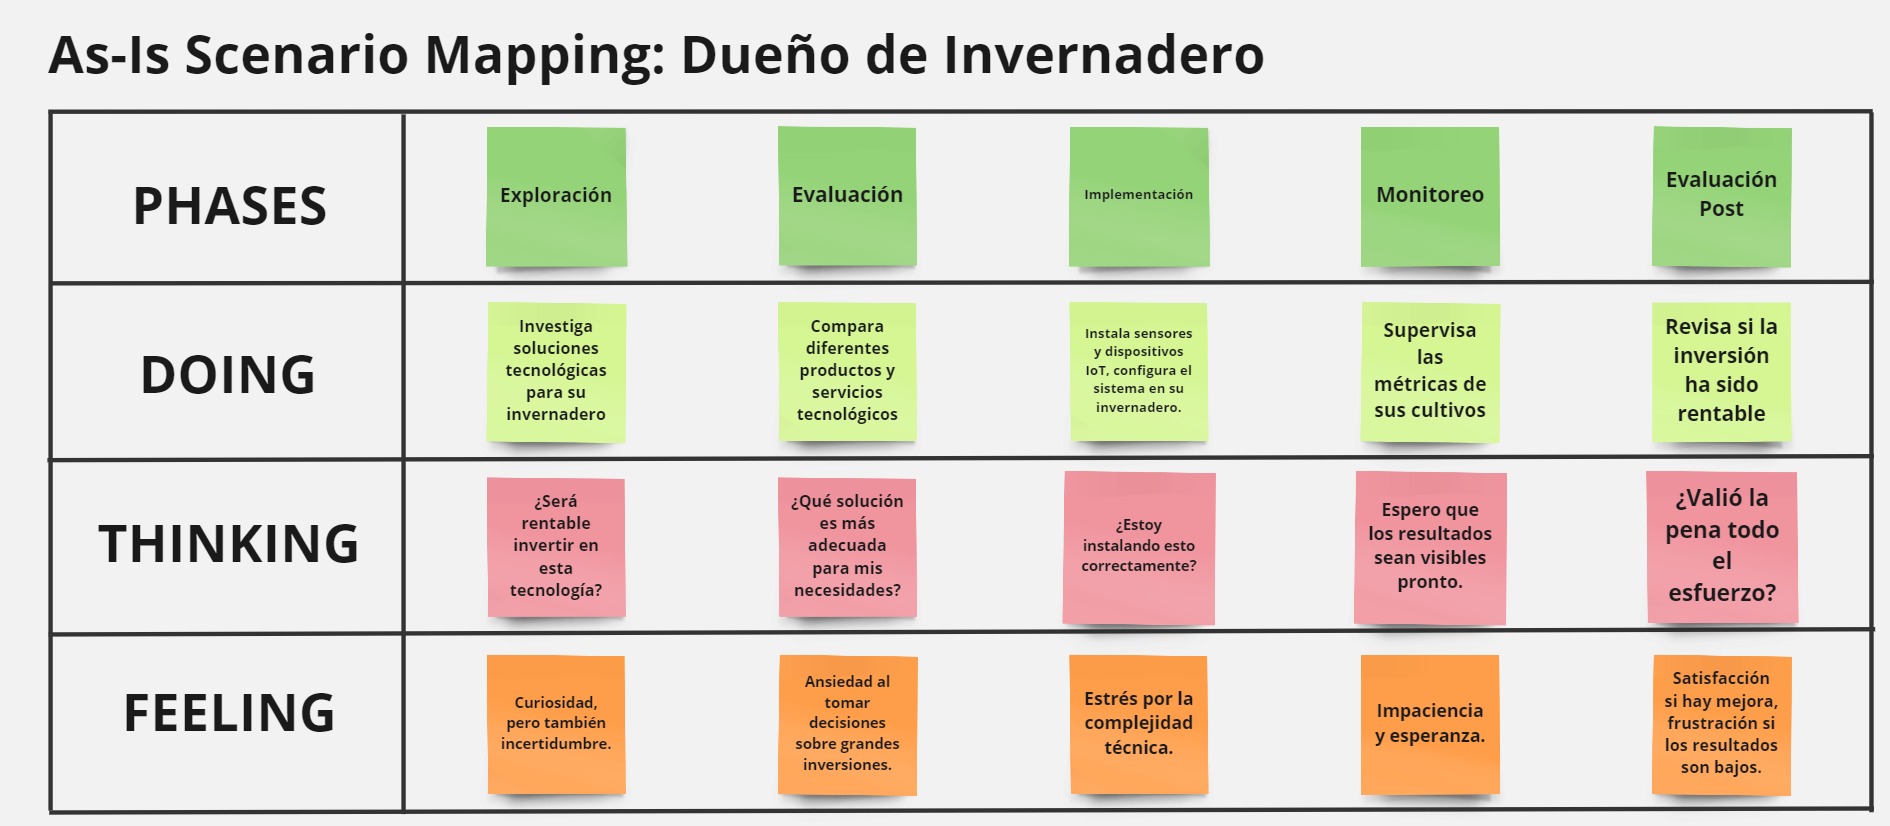 As-Is Scenario Mapping: Dueño de Invernadero
PHASES
Exploración
Evaluación
Implementación
Monitoreo
Evaluación
Post
DOING
Investiga
soluciones
tecnológicas
para su
invernadero
Compara
diferentes
productos y
servicios
tecnológicos
Instala sensores
y dispositivos
IoT, configura el
sistema en su
invernadero.
Supervisa
las
métricas de
sus cultivos
Revisa si la
inversión
ha sido
rentable
THINKING
¿Será
rentable
invertir en
esta
tecnología?
¿Qué solución
es más
adecuada
para mis
necesidades?
¿Estoy
instalando esto
correctamente?
Espero que
los resultados
sean visibles
pronto.
¿Valió la
pena todo
el
esfuerzo?
FEELING
Curiosidad,
pero también
incertidumbre.
Ansiedad al
tomar
decisiones
sobre grandes
inversiones.
Estrés por la
complejidad
técnica.
Impaciencia
y esperanza.
Satisfacción
si hay mejora,
frustración si
los resultados
son bajos.